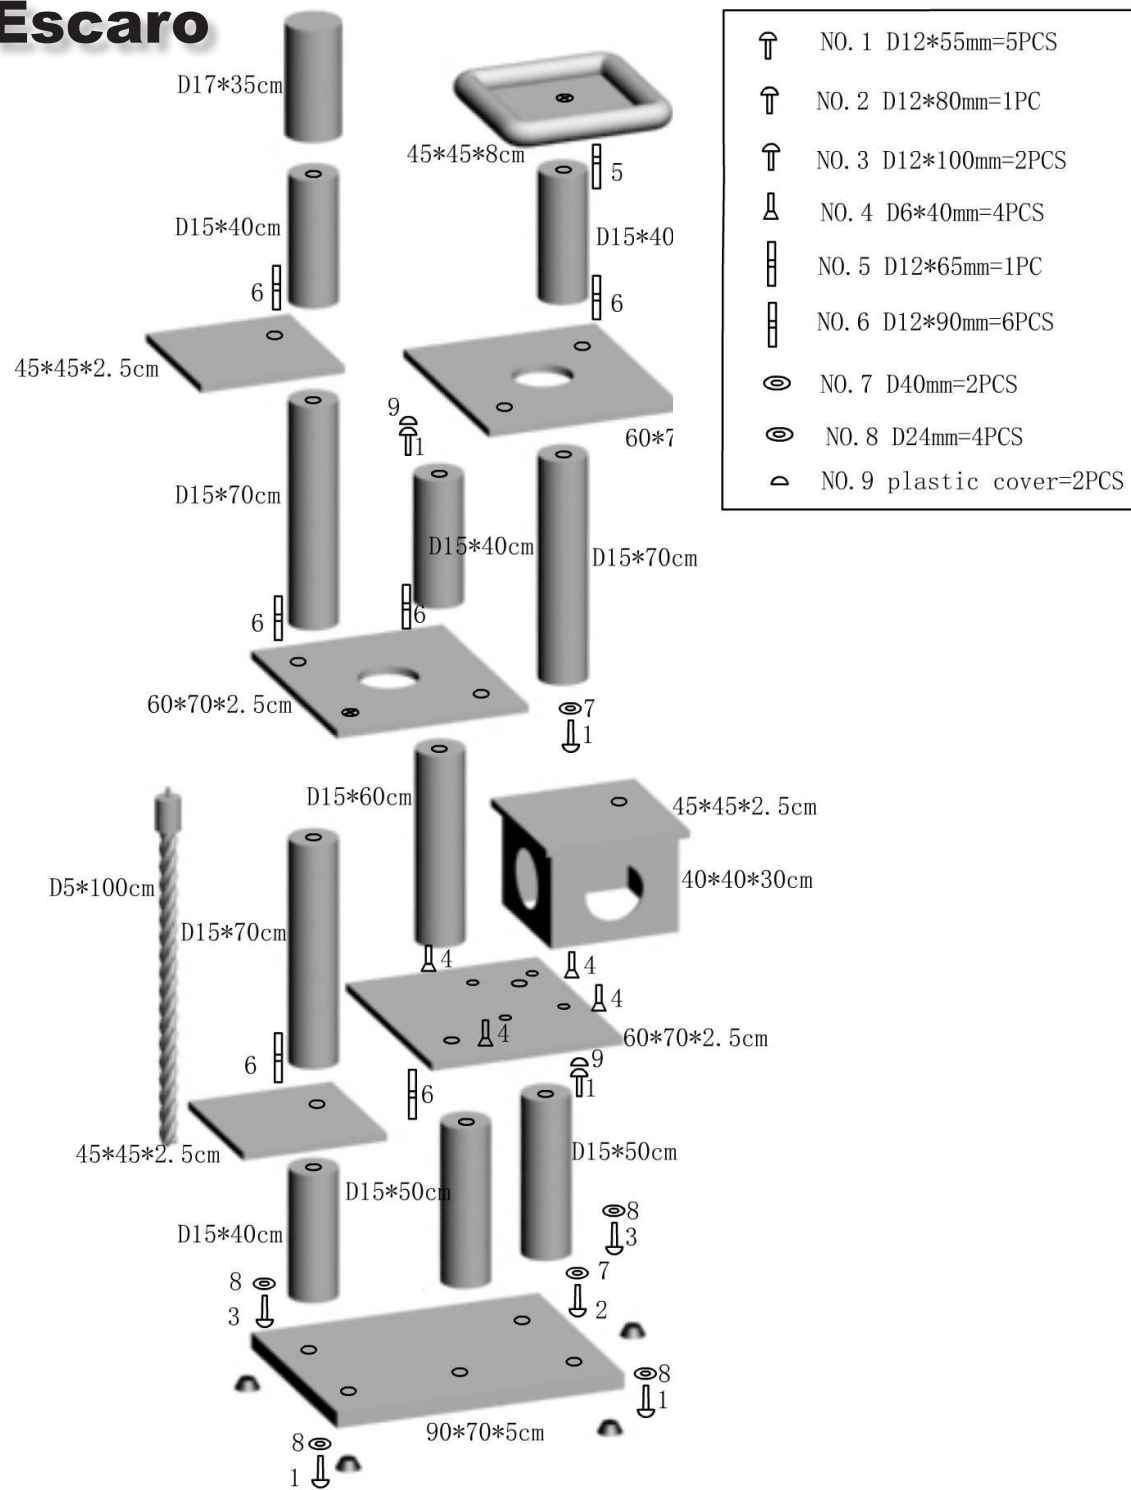 Escaro
NO.1 D12*55mm=5PCS
NO.2 D12*80mm=1PC
NO.3 D12*100mm=2PCS
NO.4 D6*40mm=4PCS
NO.5 D12*65mm=1PC
NO.6 D12*90mm=6PCS
NO.7 D40mm=2PCS
NO.8 D24mm=4PCS
NO.9 plastic cover=2PCS
D17*35cm
45*45*8cm
5
D15*40cm
D15*40
6
6
45*45*2.5cm
9
1
60*7
D15*70cm
D15*40cm
D15*70cm
6
6
60*70*2.5cm
7
1
D15*60cm
45*45*2.5cm
D5*100cm
40*40*30cm
D15*70cm
4
4
4
4
60*70*2.5cm
6
9
1
6
45*45*2.5cm
D15*50cm
D15*50cm
D15*40cm
8
3
8
3
7
2
8
1
90*70*5cm
8
1